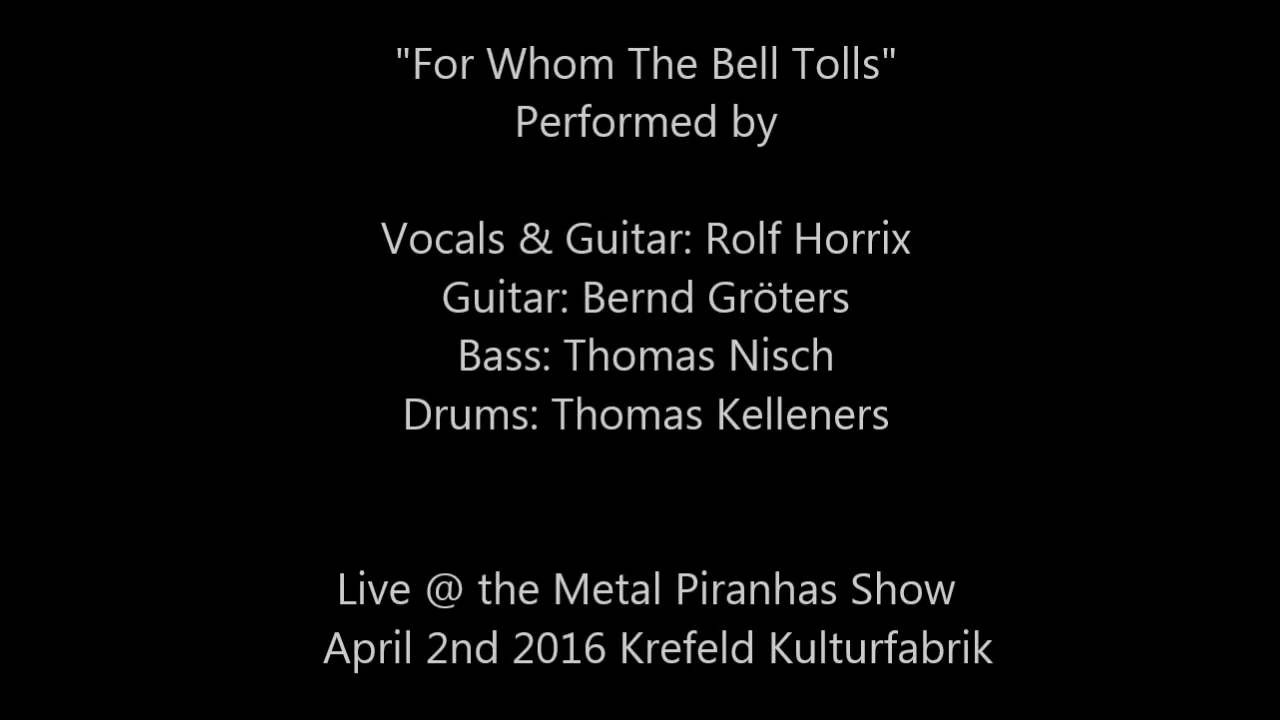 "For Whom The Bell Tolls"
Performed by
Vocals & Guitar: Rolf Horrix
Guitar: Bernd Gröters
Bass: Thomas Nisch
Drums: Thomas Kelleners
Live @ the Metal Piranhas Show
April 2nd 2016 Krefeld Kulturfabrik